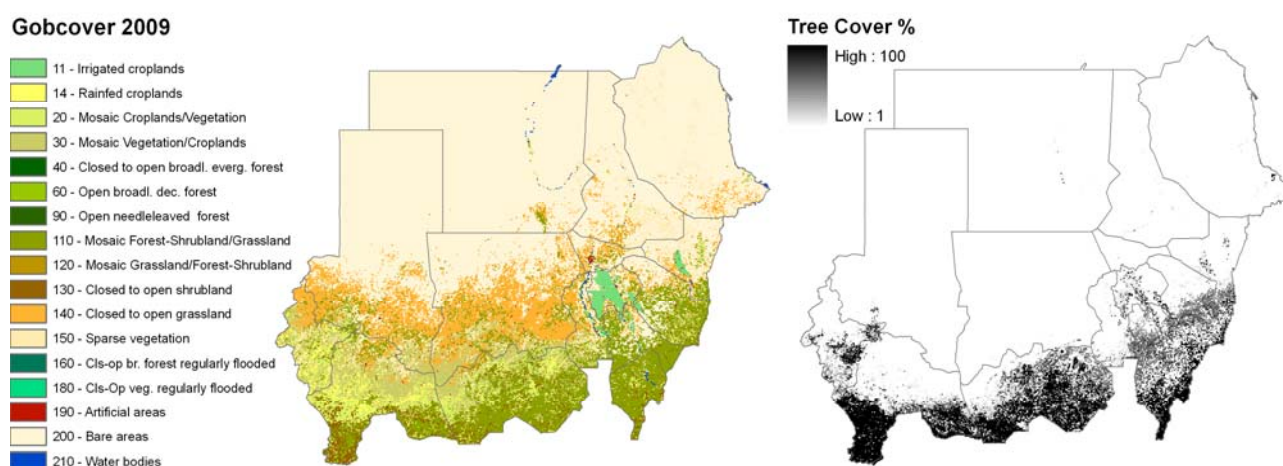 Gobcover 2009
11 - Irrigated croplands
14 - Rainfed croplands
20 - Mosaic Croplands/Vegetation
30 - Mosaic Vegetation/Croplands
40 - Closed to open broadl. everg. forest
60 - Open broadl. dec. forest
90 - Open needleleaved forest
110 - Mosaic Forest-Shrubland/Grassland
120 - Mosaic Grassland/Forest-Shrubland
130 - Closed to open shrubland
140 - Closed to open grassland
150 - Sparse vegetation
160 - Cls-op br. forest regularly flooded
180 - Cls-Op veg. regularly flooded
190 - Artificial areas
200 - Bare areas
210 - Water bodies
Tree Cover %
High : 100
Low : 1